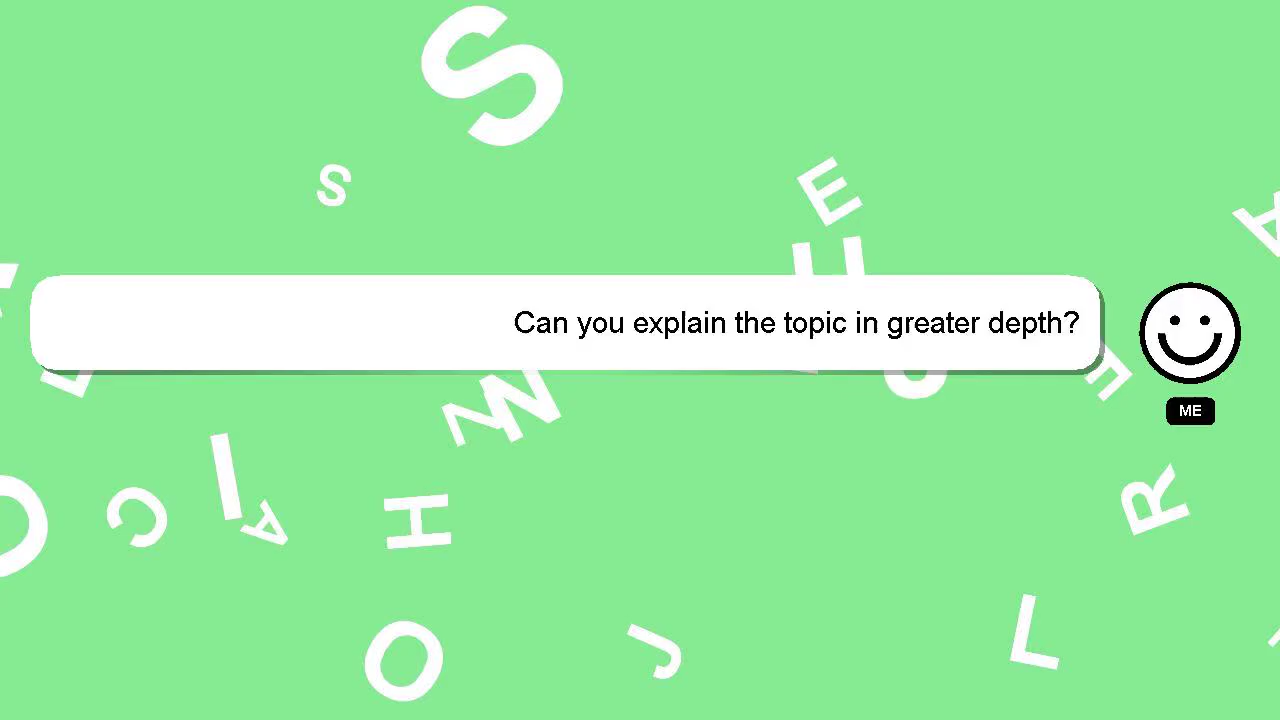 S
S
E
A
Can you explain the topic in greater depth?
E
ME
N
N
I
C
A
H
O
R
O
J
L